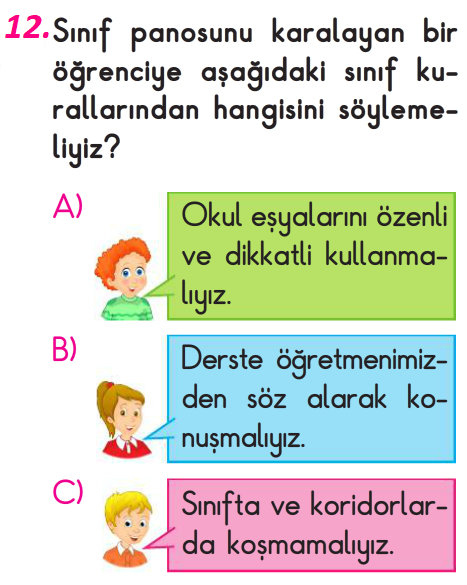 12. Sınıf panosunu karalayan bir
öğrenciye aşağıdaki sınıf ku-
rallarından hangisini söyleme-
liyiz?
A)
Okul eşyalarını özenli
ve dikkatli kullanma-
lıyız.
B)
Derste öğretmenimiz-
den söz alarak ko-
nuşmalıyız.
C)
Sınıfta ve koridorlar-
da koşmamalıyız.